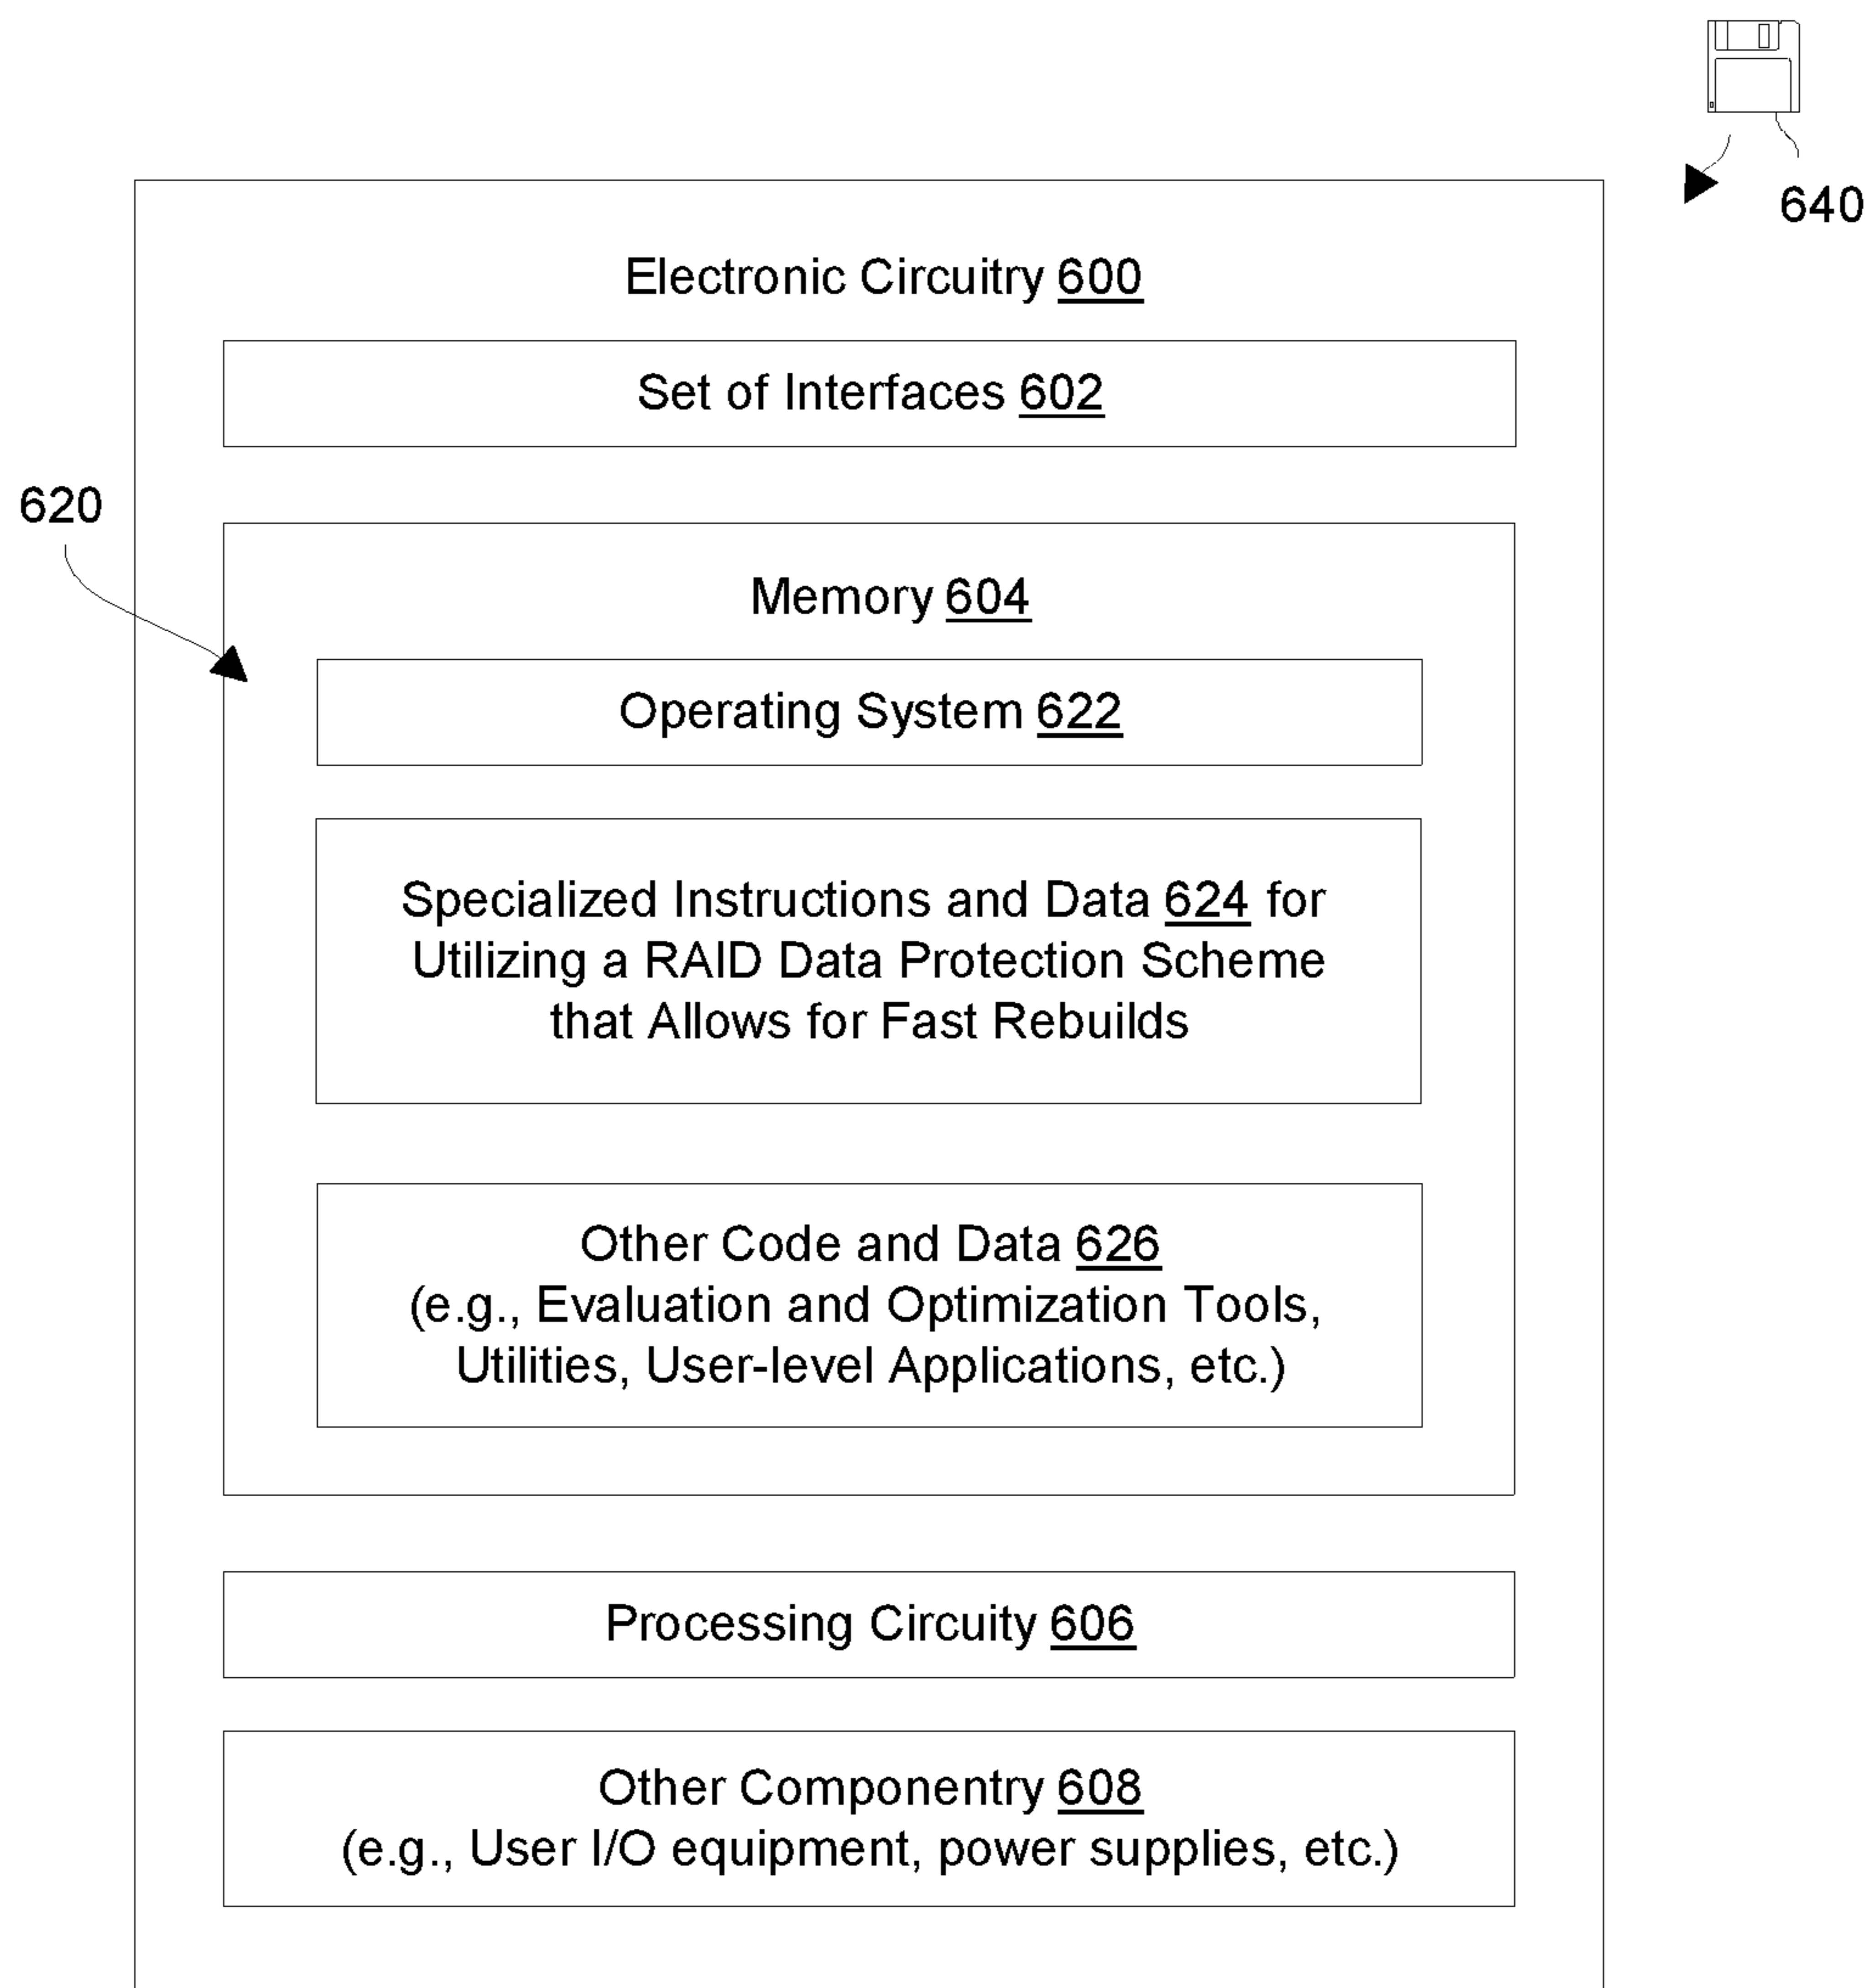 640
Electronic Circuitry 600
Set of Interfaces 602
620
Memory 604
Operating System 622
Specialized Instructions and Data 624 for
Utilizing a RAID Data Protection Scheme
that Allows for Fast Rebuilds
Other Code and Data 626
(e.g., Evaluation and Optimization Tools,
Utilities, User-level Applications, etc.)
Processing Circuity 606
Other Componentry 608
(e.g., User I/O equipment, power supplies, etc.)